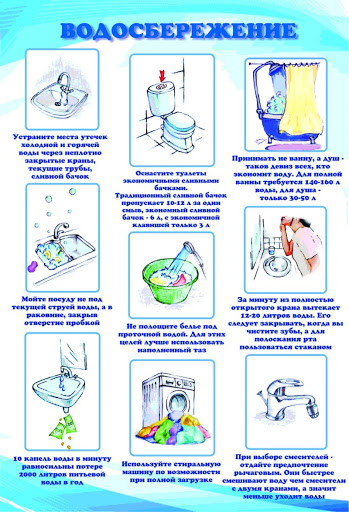 ВОДОСБЕРЕЖЕНИЕ
Устраните места утечек
холодной и горячей
воды через неплотно
закрытые краны,
текущие трубы,
сливной бачок
Оснастите туалеты
экономичными сливными
бачками.
Традиционный сливной бачок
пропускает 10-12 л за один
смыв, экономный сливной
бачок - 6 л, с экономичной
клавишей только 3 л
Принимать не ванну, а душ -
таков девиз всех, кто
экономит воду. Для полной
ванны требуется 140-160 л
воды, для душа -
только 30-50 л
Мойте посуду не под
текущей струей воды, а в
раковине, закрыв
отверстие пробкой
Не полощите белье под
проточной водой. Для этих
целей лучше использовать
наполненный таз
За минуту из полностью
открытого крана вытекает
12-20 литров воды. Его
следует закрывать, когда вы
чистите зубы, а для
полоскания рта
пользоваться стаканом
10 капель воды в минуту
равносильны потере
2000 литров питьевой
воды в год
Используйте стиральную
машину по возможности
при полной загрузке
При выборе смесителей -
отдайте предпочтение
рычаговым. Они быстрее
смешивают воду чем смесители
с двумя кранами, а значит
меньше уходит воды